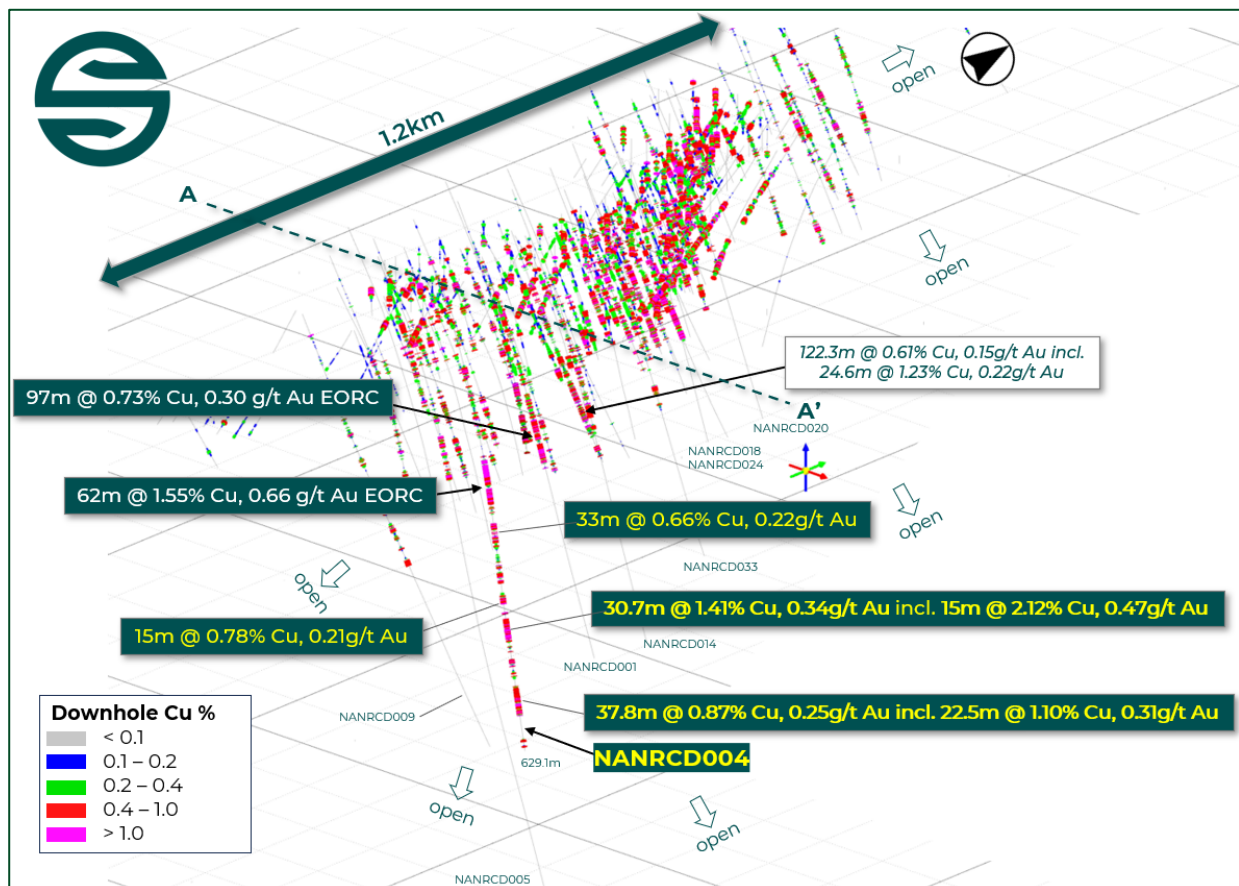 1.2km
open
A
open
122.3m @ 0.61% Cu, 0.15g/t Au incl.
24.6m @ 1.23% Cu, 0.22g/t Au
97m @ 0.73% Cu, 0.30 g/t Au EORC
A'
NANRCD020
NANRCD018
NANRCD024
62m @ 1.55% Cu, 0.66 g/t Au EORC
open
33m @ 0.66% Cu, 0.22g/t Au
NANRCD033
open
30.7m @ 1.41% Cu, 0.34g/t Au incl. 15m @ 2.12% Cu, 0.47g/t Au
15m @ 0.78% Cu, 0.21g/t Au
NANRCD014
NANRCD001
Downhole Cu %
< 0.1
0.1 – 0.2
0.2 – 0.4
0.4 – 1.0
> 1.0
NANRCD009
37.8m @ 0.87% Cu, 0.25g/t Au incl. 22.5m @ 1.10% Cu, 0.31g/t Au
NANRCD004
629.1m
open
open
NANRCD005